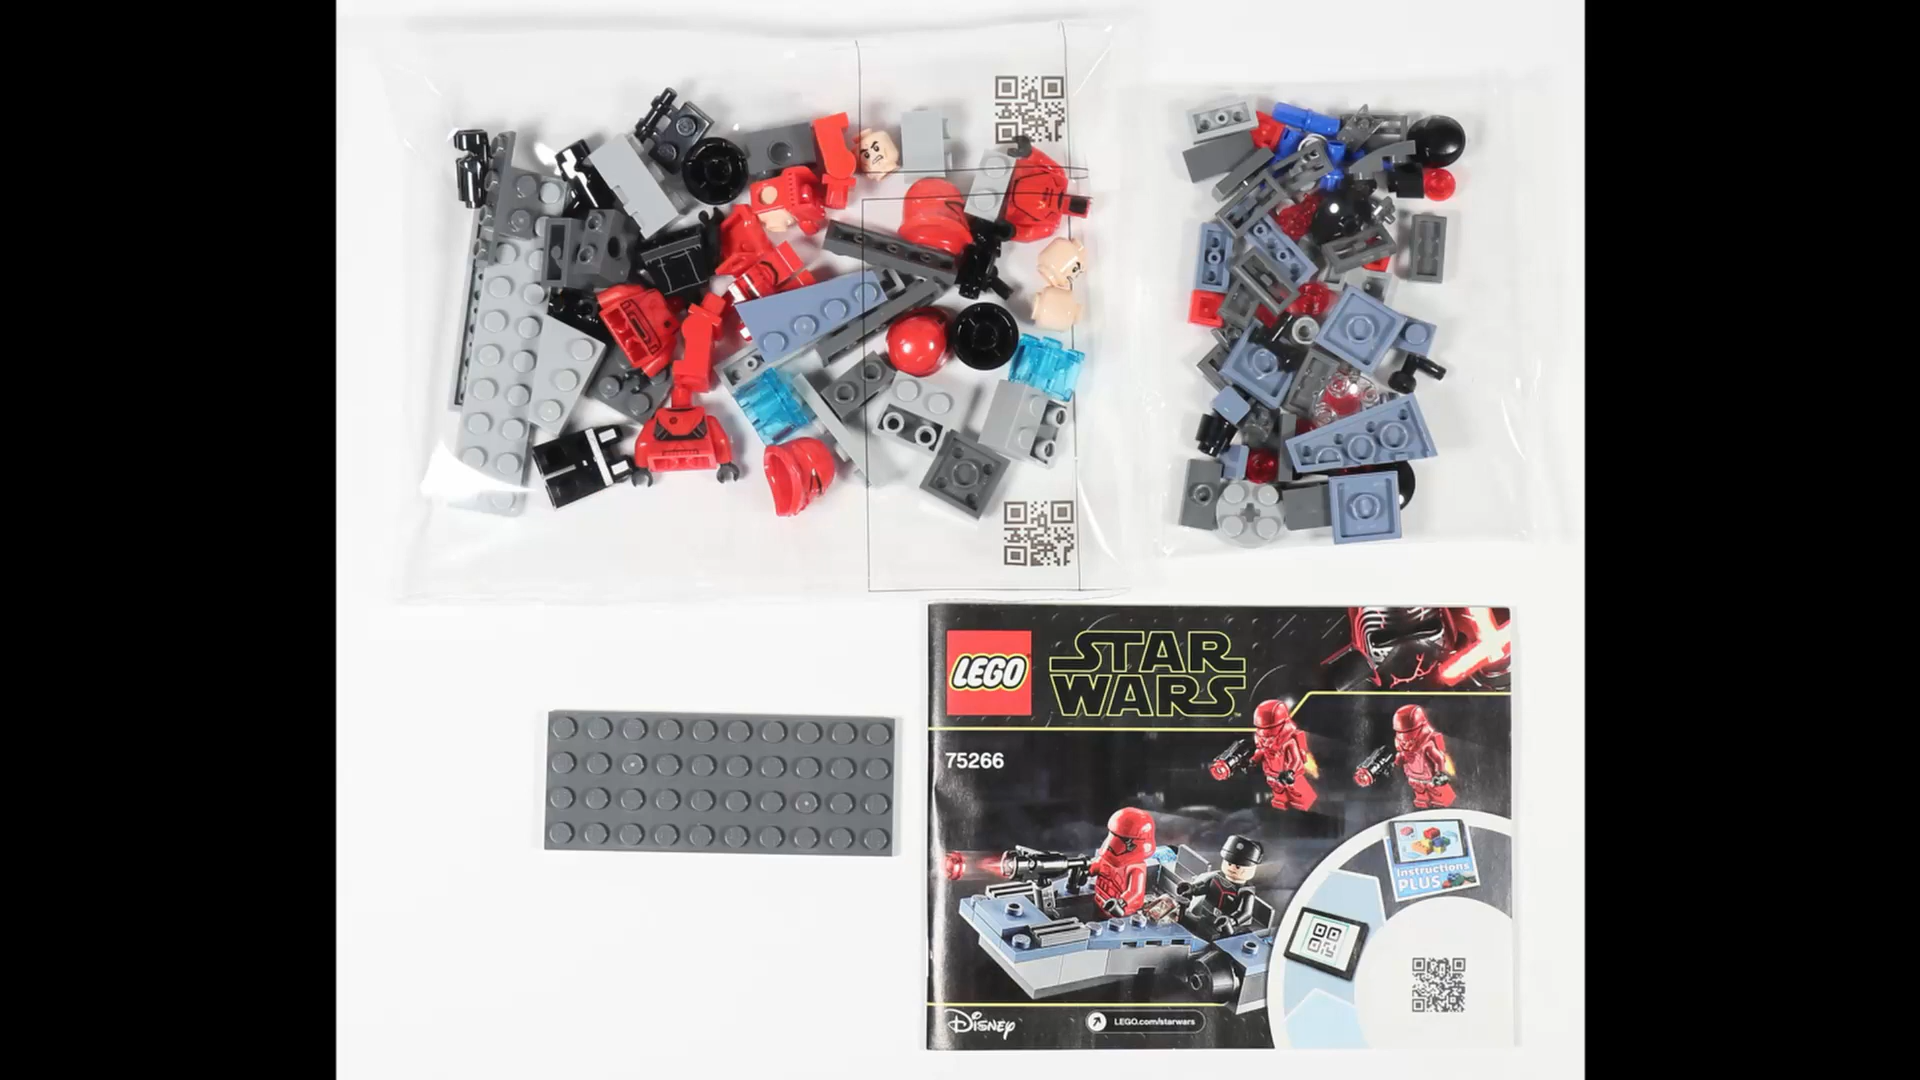 LEGO
STAR
WARS
75266
Instructions
PLUS
Disney
LEGO.com/starwars